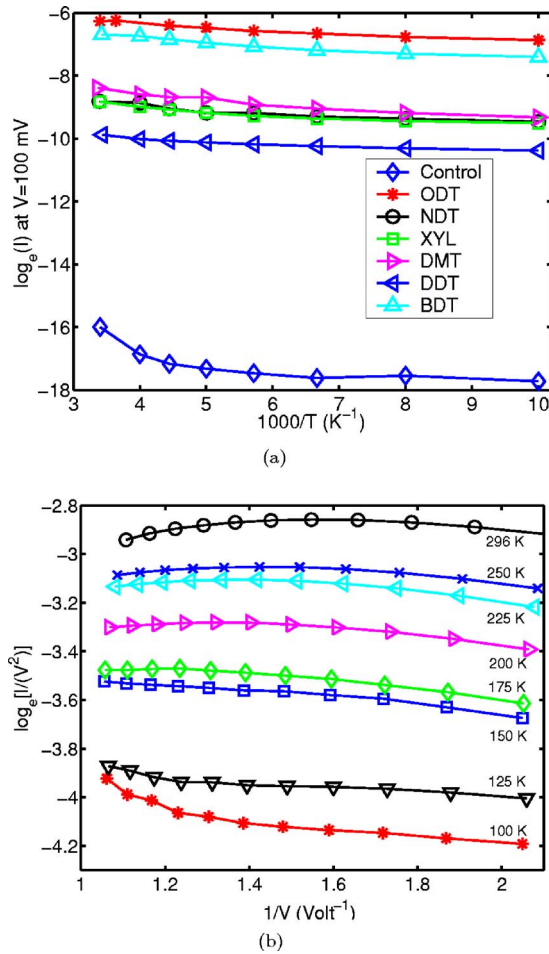 −6
−8
−10
−12
−14
−16
−18
log_e(I) at V=100 mV
Control
ODT
NDT
XYL
DMT
DDT
BDT
3 4 5 6 7 8 9 10
1000/T (K⁻¹)
(a)
−2.8
−3
−3.2
−3.4
−3.6
−3.8
−4
−4.2
log_e[I/(V²)]
296 K
250 K
225 K
200 K
175 K
150 K
125 K
100 K
1 1.2 1.4 1.6 1.8 2
1/V (Volt⁻¹)
(b)